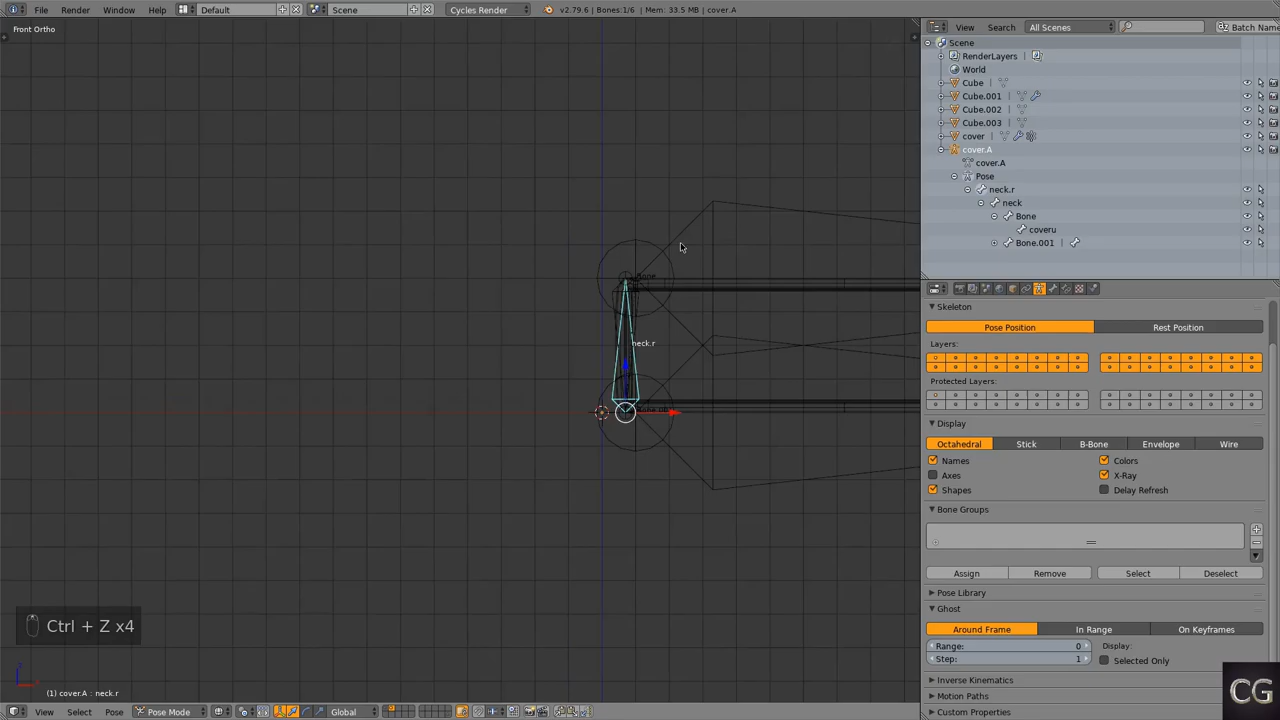 File Render Window Help Default Scene Cycles Render v2.79.6 | Bones:1/6 | Mem: 33.5 MB | cover.A
Front Ortho
View Search All Scenes Batch Name
Scene
RenderLayers
World
Cube
Cube.001
Cube.002
Cube.003
cover
cover.A
cover.A
Pose
neck.r
neck
Bone
coveru
Bone.001
Bone
neck.r
Skeleton
Pose Position Rest Position
Layers:
Protected Layers:
Display
Octahedral Stick B-Bone Envelope Wire
Names Colors
Axes X-Ray
Shapes Delay Refresh
Bone Groups
Assign Remove Select Deselect
Pose Library
Ghost
Around Frame In Range On Keyframes
Range: 0 Display:
Step: 1 Selected Only
Inverse Kinematics
Motion Paths
Custom Properties
Ctrl + Z x4
(1) cover.A : neck.r
View Select Pose Pose Mode Global
CG